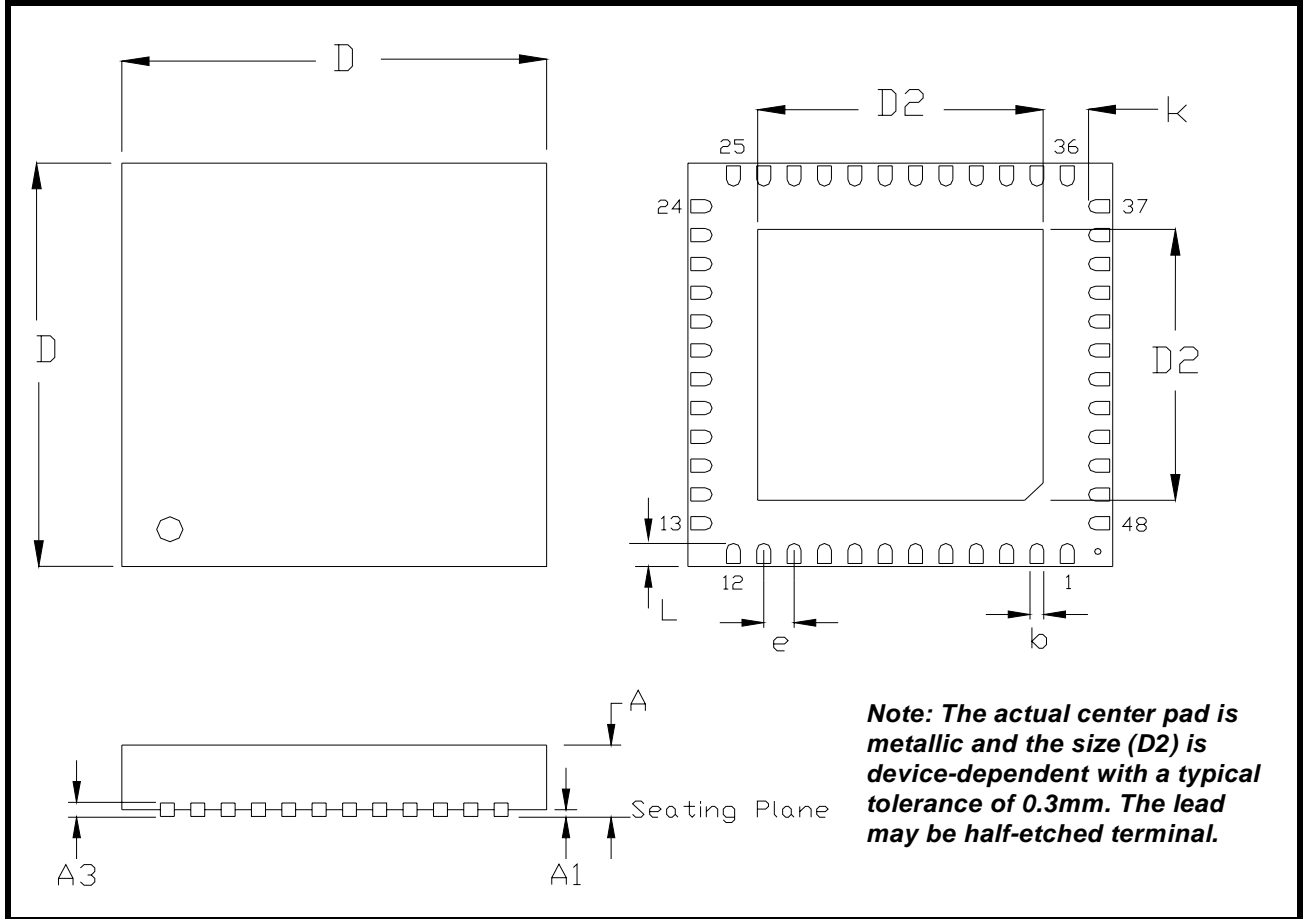 D
D
D2
k
25
36
24
37
D2
13
48
12
1
L
e
b
A
Seating Plane
A3
A1
Note: The actual center pad is
metallic and the size (D2) is
device-dependent with a typical
tolerance of 0.3mm. The lead
may be half-etched terminal.